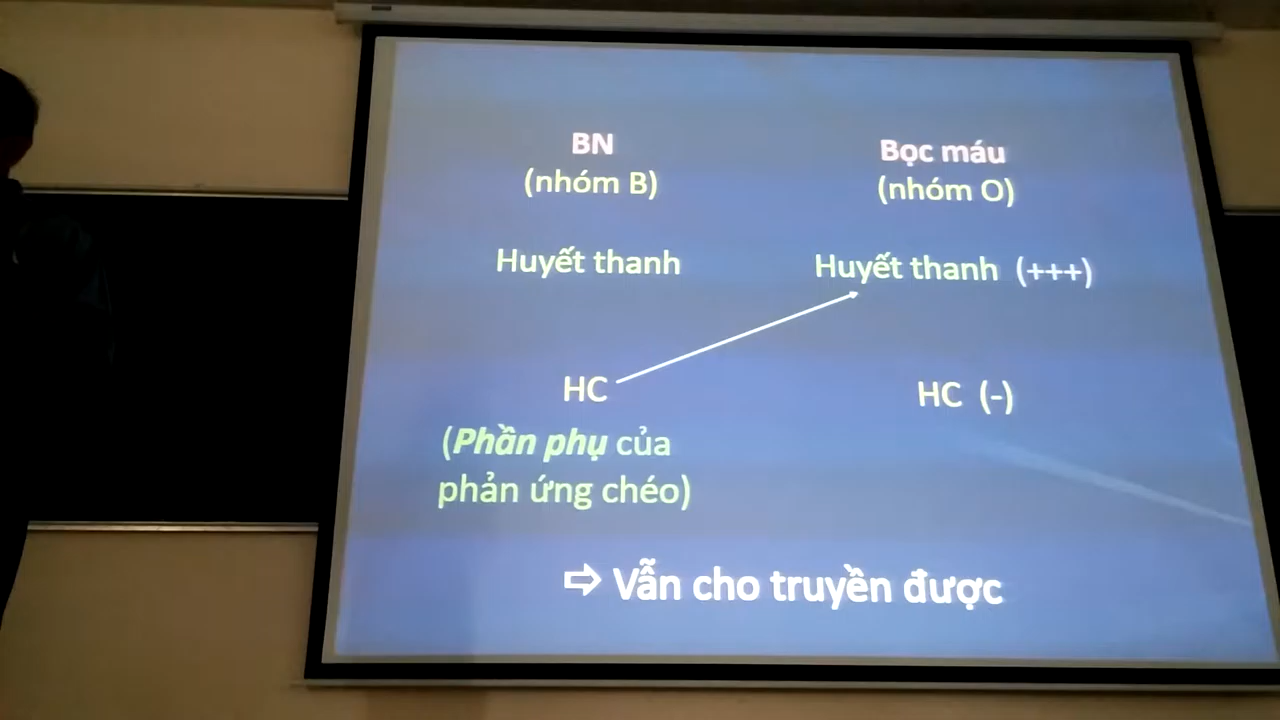 BN
(nhóm B)
Bọc máu
(nhóm O)
Huyết thanh
Huyết thanh (+++)
HC
HC (-)
(Phần phụ của
phản ứng chéo)
⇨ Vẫn cho truyền được